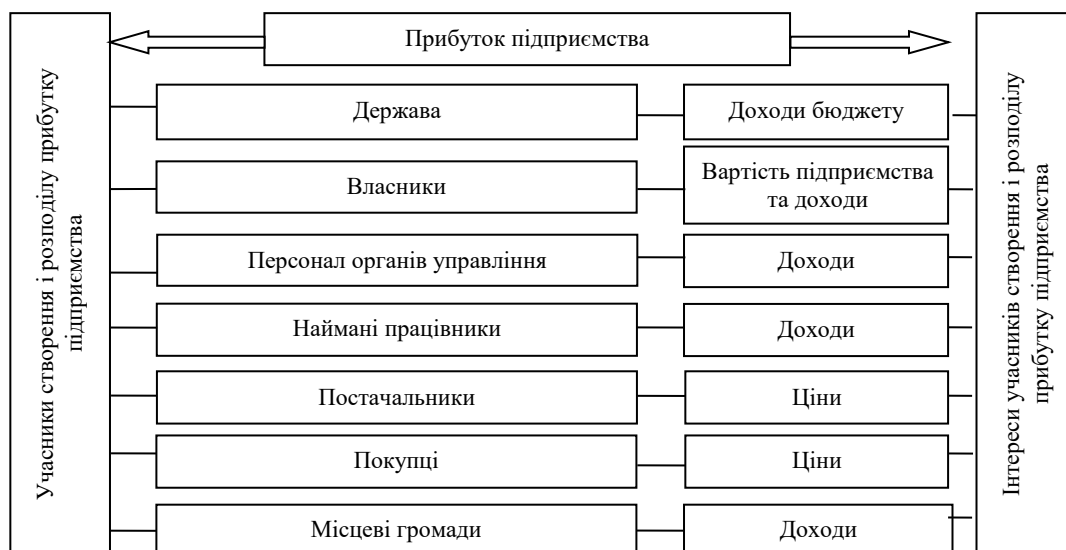 Прибуток підприємства
Учасники створення і розподілу прибутку
підприємства
Держава
Доходи бюджету
Власники
Вартість підприємства
та доходи
Персонал органів управління
Доходи
Наймані працівники
Доходи
Постачальники
Ціни
Покупці
Ціни
Місцеві громади
Доходи
Інтереси учасників створення і розподілу
прибутку підприємства